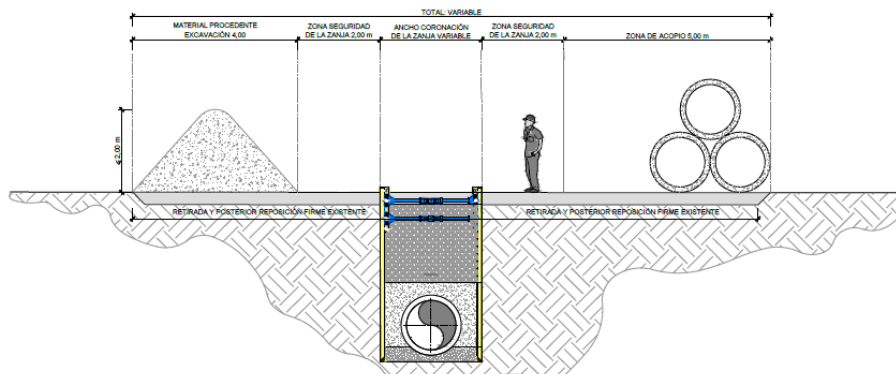 TOTAL: VARIABLE
MATERIAL PROCEDENTE
EXCAVACIÓN 4,00
ZONA SEGURIDAD
DE LA ZANJA 2,00 m
ANCHO CORONACIÓN
DE LA ZANJA VARIABLE
ZONA SEGURIDAD
DE LA ZANJA 2,00 m
ZONA DE ACOPIO 5,00 m
≤2,00 m
RETIRADA Y POSTERIOR REPOSICIÓN FIRME EXISTENTE
RETIRADA Y POSTERIOR REPOSICIÓN FIRME EXISTENTE